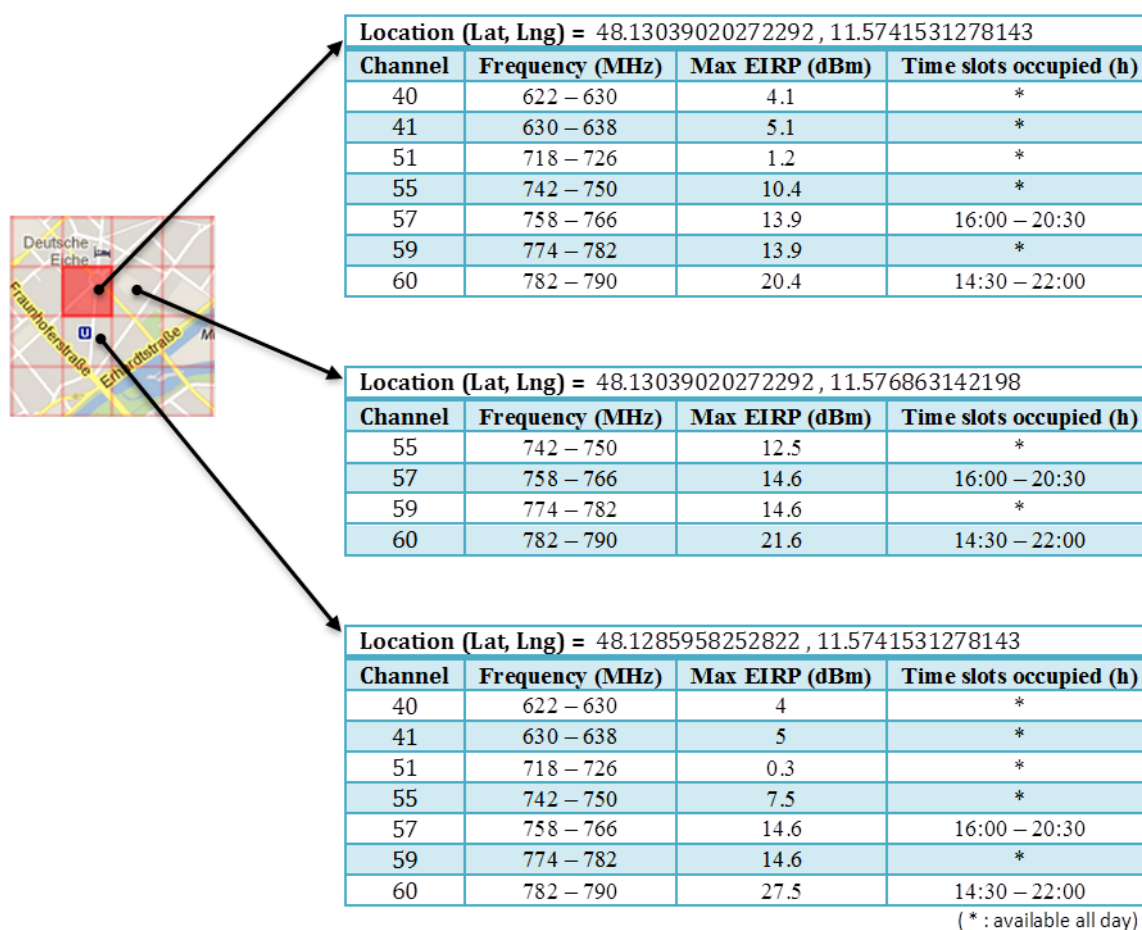 Location (Lat, Lng) = 48.13039020272292 , 11.5741531278143
Channel Frequency (MHz) Max EIRP (dBm) Time slots occupied (h)
40 622 – 630 4.1 *
41 630 – 638 5.1 *
51 718 – 726 1.2 *
55 742 – 750 10.4 *
57 758 – 766 13.9 16:00 – 20:30
59 774 – 782 13.9 *
60 782 – 790 20.4 14:30 – 22:00
Deutsche
Eiche
Fraunhoferstraße
U
Erhardtstraße
Location (Lat, Lng) = 48.13039020272292 , 11.576863142198
Channel Frequency (MHz) Max EIRP (dBm) Time slots occupied (h)
55 742 – 750 12.5 *
57 758 – 766 14.6 16:00 – 20:30
59 774 – 782 14.6 *
60 782 – 790 21.6 14:30 – 22:00
Location (Lat, Lng) = 48.1285958252822 , 11.5741531278143
Channel Frequency (MHz) Max EIRP (dBm) Time slots occupied (h)
40 622 – 630 4 *
41 630 – 638 5 *
51 718 – 726 0.3 *
55 742 – 750 7.5 *
57 758 – 766 14.6 16:00 – 20:30
59 774 – 782 14.6 *
60 782 – 790 27.5 14:30 – 22:00
( * : available all day)